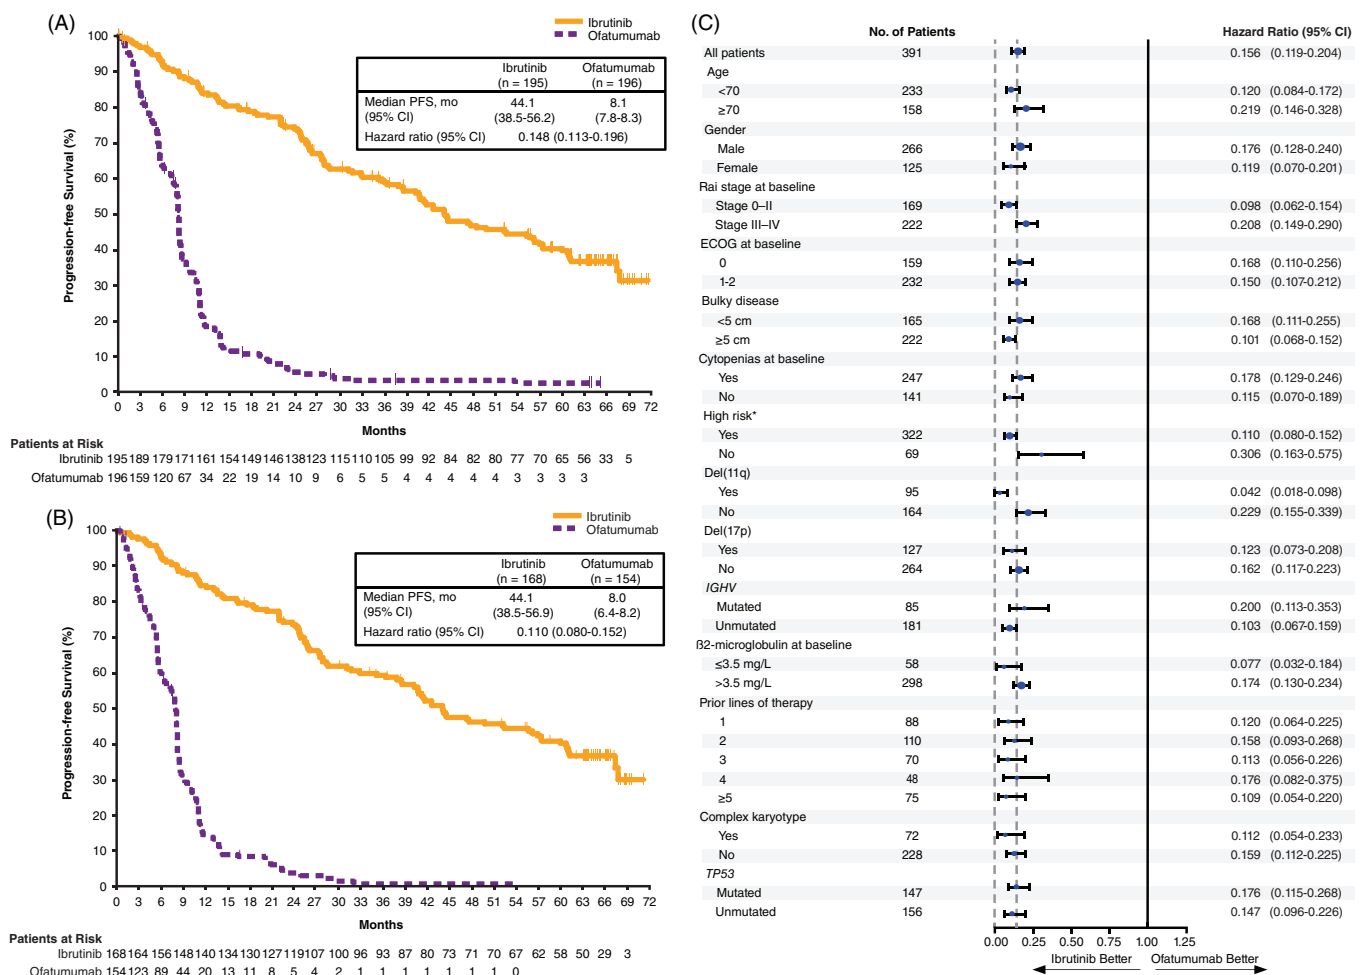 (A)
Ibrutinib
Ofatumumab
Progression-free Survival (%)
100
90
80
70
60
50
40
30
20
10
0
Ibrutinib Ofatumumab
(n = 195) (n = 196)
Median PFS, mo 44.1 8.1
(95% CI) (38.5-56.2) (7.8-8.3)
Hazard ratio (95% CI) 0.148 (0.113-0.196)
0 3 6 9 12 15 18 21 24 27 30 33 36 39 42 45 48 51 54 57 60 63 66 69 72
Months
Patients at Risk
Ibrutinib 195 189 179 171 161 154 149 146 138 123 115 110 105 99 92 84 82 80 77 70 65 56 33 5
Ofatumumab 196 159 120 67 34 22 19 14 10 9 6 5 5 4 4 4 4 4 3 3 3 3
(B)
Ibrutinib
Ofatumumab
Progression-free Survival (%)
100
90
80
70
60
50
40
30
20
10
0
Ibrutinib Ofatumumab
(n = 168) (n = 154)
Median PFS, mo 44.1 8.0
(95% CI) (38.5-56.9) (6.4-8.2)
Hazard ratio (95% CI) 0.110 (0.080-0.152)
0 3 6 9 12 15 18 21 24 27 30 33 36 39 42 45 48 51 54 57 60 63 66 69 72
Months
Patients at Risk
Ibrutinib 168 164 156 148 140 134 130 127 119 107 100 96 93 87 80 73 71 70 67 62 58 50 29 3
Ofatumumab 154 123 89 44 20 13 11 8 5 4 2 1 1 1 1 1 1 1 0
(C)
No. of Patients Hazard Ratio (95% CI)
All patients 391 0.156 (0.119-0.204)
Age
<70 233 0.120 (0.084-0.172)
≥70 158 0.219 (0.146-0.328)
Gender
Male 266 0.176 (0.128-0.240)
Female 125 0.119 (0.070-0.201)
Rai stage at baseline
Stage 0–II 169 0.098 (0.062-0.154)
Stage III–IV 222 0.208 (0.149-0.290)
ECOG at baseline
0 159 0.168 (0.110-0.256)
1-2 232 0.150 (0.107-0.212)
Bulky disease
<5 cm 165 0.168 (0.111-0.255)
≥5 cm 222 0.101 (0.068-0.152)
Cytopenias at baseline
Yes 247 0.178 (0.129-0.246)
No 141 0.115 (0.070-0.189)
High risk*
Yes 322 0.110 (0.080-0.152)
No 69 0.306 (0.163-0.575)
Del(11q)
Yes 95 0.042 (0.018-0.098)
No 164 0.229 (0.155-0.339)
Del(17p)
Yes 127 0.123 (0.073-0.208)
No 264 0.162 (0.117-0.223)
IGHV
Mutated 85 0.200 (0.113-0.353)
Unmutated 181 0.103 (0.067-0.159)
ß2-microglobulin at baseline
≤3.5 mg/L 58 0.077 (0.032-0.184)
>3.5 mg/L 298 0.174 (0.130-0.234)
Prior lines of therapy
1 88 0.120 (0.064-0.225)
2 110 0.158 (0.093-0.268)
3 70 0.113 (0.056-0.226)
4 48 0.176 (0.082-0.375)
≥5 75 0.109 (0.054-0.220)
Complex karyotype
Yes 72 0.112 (0.054-0.233)
No 228 0.159 (0.112-0.225)
TP53
Mutated 147 0.176 (0.115-0.268)
Unmutated 156 0.147 (0.096-0.226)
0.00 0.25 0.50 0.75 1.00 1.25
Ibrutinib Better Ofatumumab Better